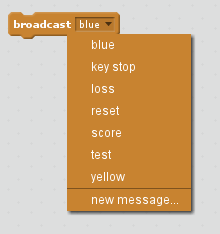 broadcast blue
blue
key stop
loss
reset
score
test
yellow
new message...